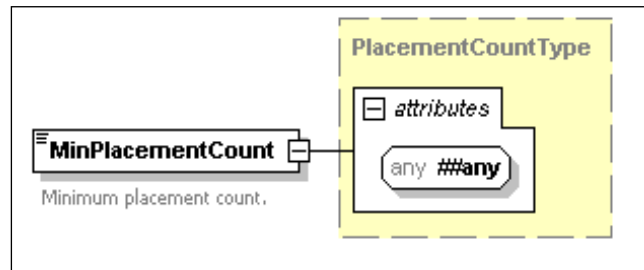 PlacementCountType
attributes
MinPlacementCount
any ##any
Minimum placement count.